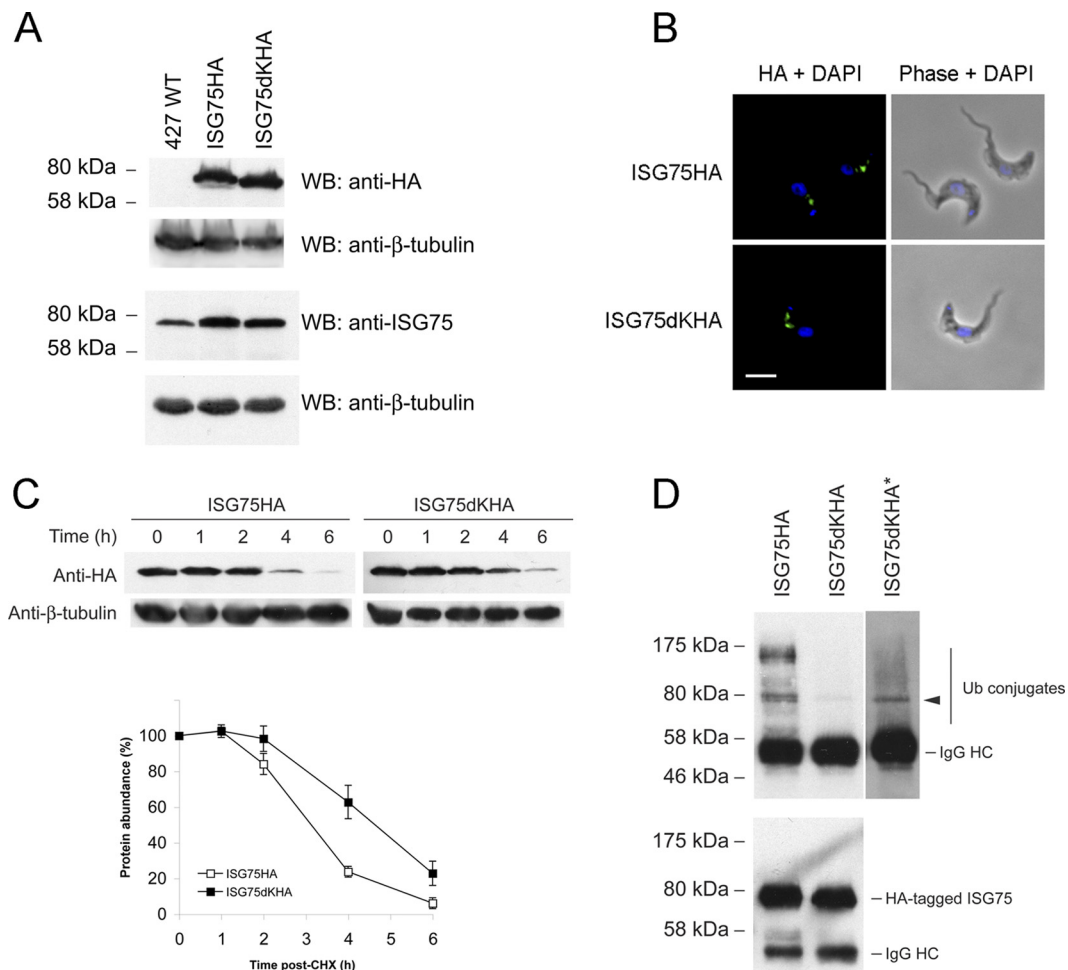 A
427 WT
ISG75HA
ISG75dKHA
80 kDa
58 kDa
WB: anti-HA
WB: anti-β-tubulin
80 kDa
58 kDa
WB: anti-ISG75
WB: anti-β-tubulin
B
HA + DAPI
Phase + DAPI
ISG75HA
ISG75dKHA
C
ISG75HA
ISG75dKHA
Time (h)
0 1 2 4 6
0 1 2 4 6
Anti-HA
Anti-β-tubulin
Protein abundance (%)
100
80
60
40
20
0
ISG75HA
ISG75dKHA
0 1 2 3 4 5 6
Time post-CHX (h)
D
ISG75HA
ISG75dKHA
ISG75dKHA*
175 kDa
80 kDa
58 kDa
46 kDa
Ub conjugates
IgG HC
175 kDa
80 kDa
58 kDa
HA-tagged ISG75
IgG HC